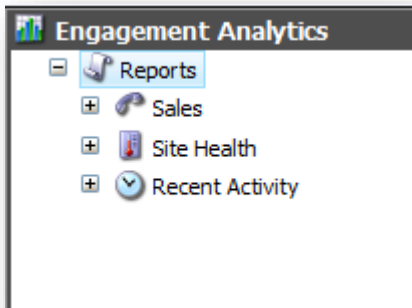 Engagement Analytics
Reports
Sales
Site Health
Recent Activity